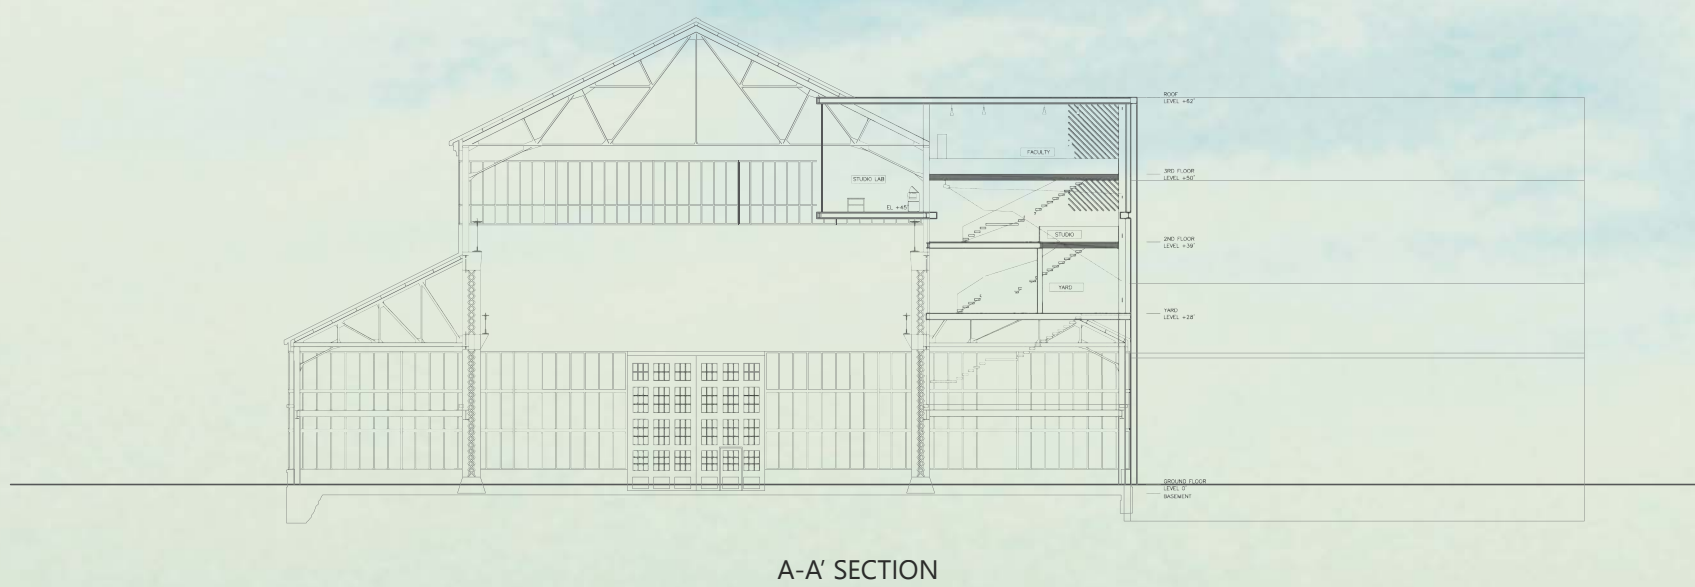 ROOF
LEVEL +62'
FACULTY
3RD FLOOR
LEVEL +50'
STUDIO LAB
EL +45'
STUDIO
2ND FLOOR
LEVEL +39'
YARD
YARD
LEVEL +28'
GROUND FLOOR
LEVEL 0'
BASEMENT
A-A' SECTION